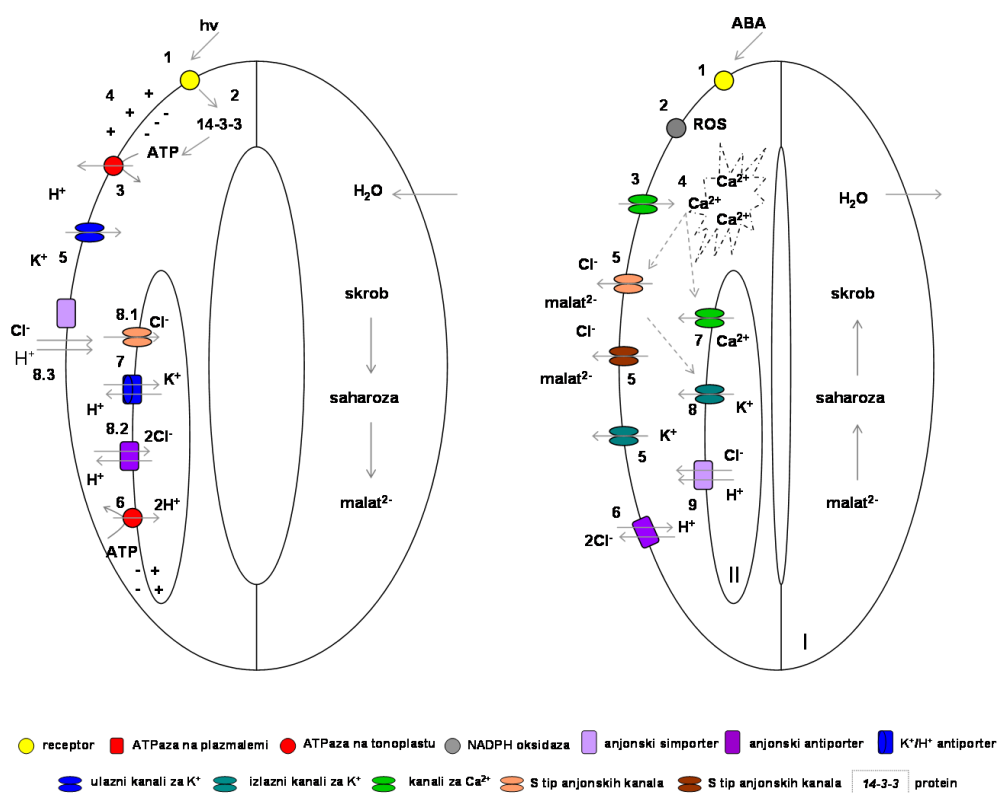 hv
1
4
+
2
+
-
-
14-3-3
+
-
ATP
3
H⁺
H₂O
K⁺ 5
skrob
8.1
Cl⁻
Cl⁻
H⁺
8.3
7
K⁺
H⁺
saharoza
8.2
2Cl⁻
H⁺
6
2H⁺
malat²⁻
ATP
- +
- +
ABA
1
2
ROS
3
4
Ca²⁺
Ca²⁺
Ca²⁺
H₂O
5
Cl⁻
malat²⁻
skrob
Cl⁻
7
Ca²⁺
malat²⁻
5
8
K⁺
saharoza
K⁺
5
Cl⁻
H⁺
9
malat²⁻
6
H⁺
2Cl⁻
II
I
receptor
ATPaza na plazmalemi
ATPaza na tonoplastu
NADPH oksidaza
anjonski simporter
anjonski antiporter
K⁺/H⁺ antiporter
ulazni kanali za K⁺
izlazni kanali za K⁺
kanali za Ca²⁺
S tip anjonskih kanala
S tip anjonskih kanala
14-3-3 protein